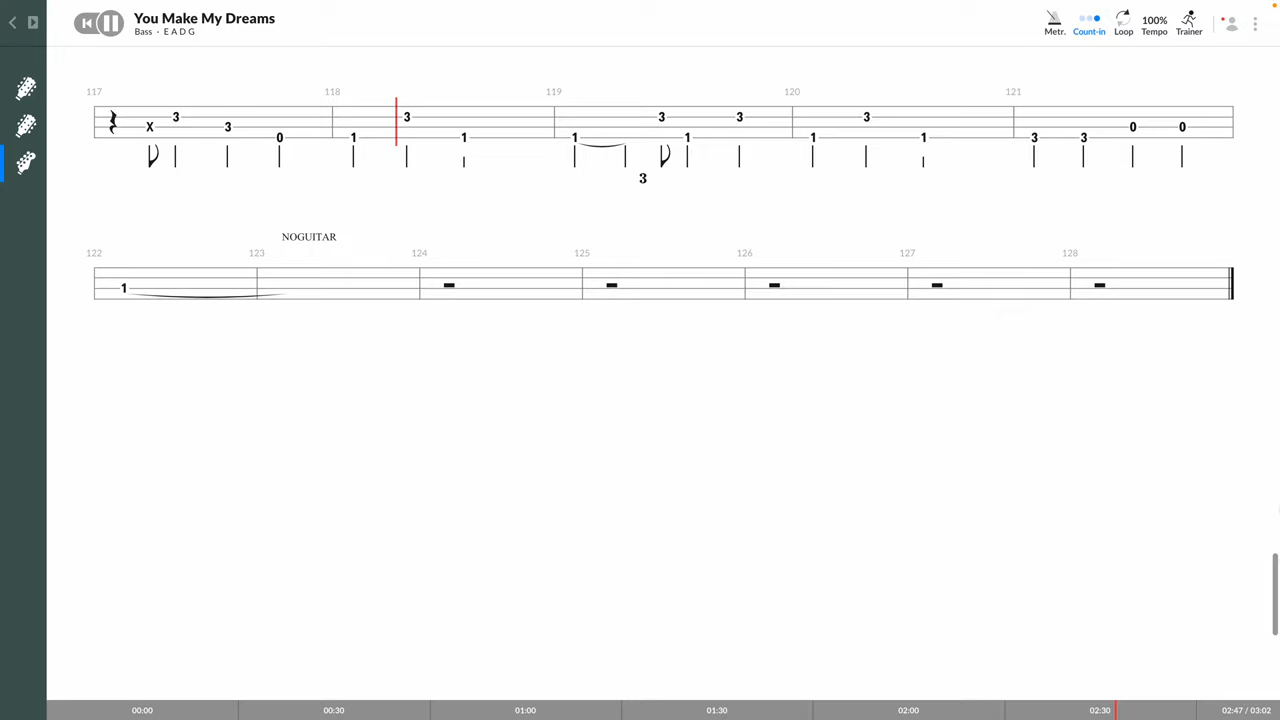 You Make My Dreams
Bass · E A D G
Metr.
Count-in
Loop
100%
Tempo
Trainer
117 118 119 120 121
3 3 3 3 3
X 3 0 0
0 1 1 1 1 1 1 3 3
3
NOGUITAR
122 123 124 125 126 127 128
1
00:00 00:30 01:00 01:30 02:00 02:30 02:47 / 03:02